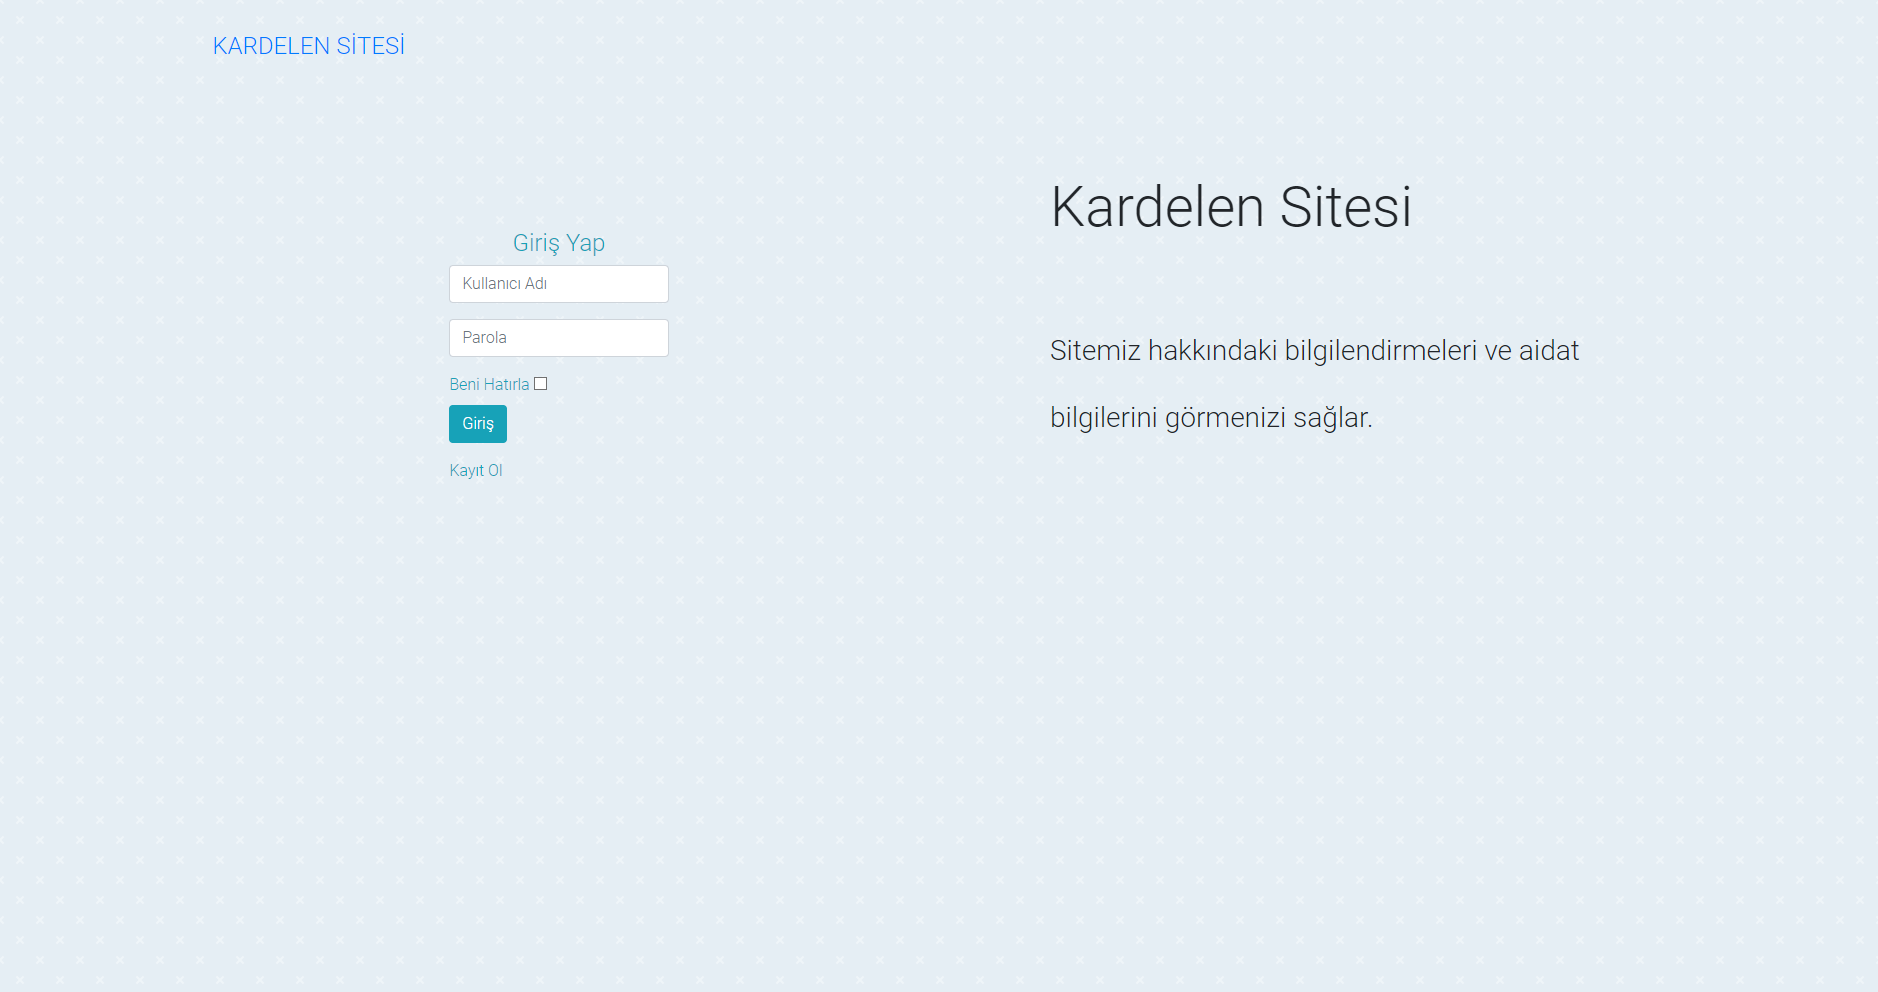 KARDELEN SİTESİ
Giriş Yap
Kullanıcı Adı
Parola
Beni Hatırla
Giriş
Kayıt Ol
Kardelen Sitesi
Sitemiz hakkındaki bilgilendirmeleri ve aidat
bilgilerini görmenizi sağlar.